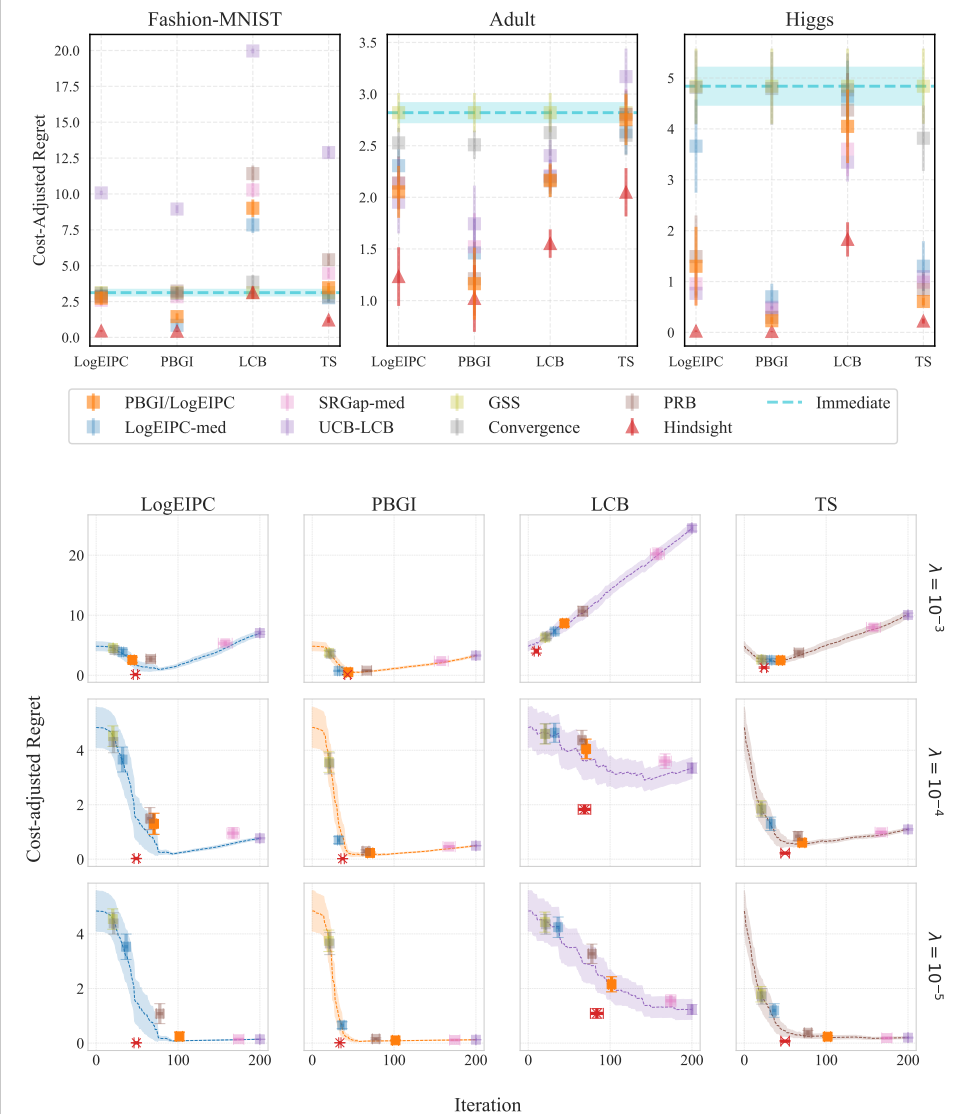 Fashion-MNIST Adult Higgs
Cost-Adjusted Regret
20.0
17.5
15.0
12.5
10.0
7.5
5.0
2.5
0.0
3.5
3.0
2.5
2.0
1.5
1.0
5
4
3
2
1
0
LogEIPC PBGI LCB TS LogEIPC PBGI LCB TS LogEIPC PBGI LCB TS
PBGI/LogEIPC SRGap-med GSS PRB Immediate
LogEIPC-med UCB-LCB Convergence Hindsight
LogEIPC PBGI LCB TS
Cost-adjusted Regret
20
10
0
λ = 10⁻³
4
2
0
λ = 10⁻⁴
4
2
0
λ = 10⁻⁵
0 100 200 0 100 200 0 100 200 0 100 200
Iteration